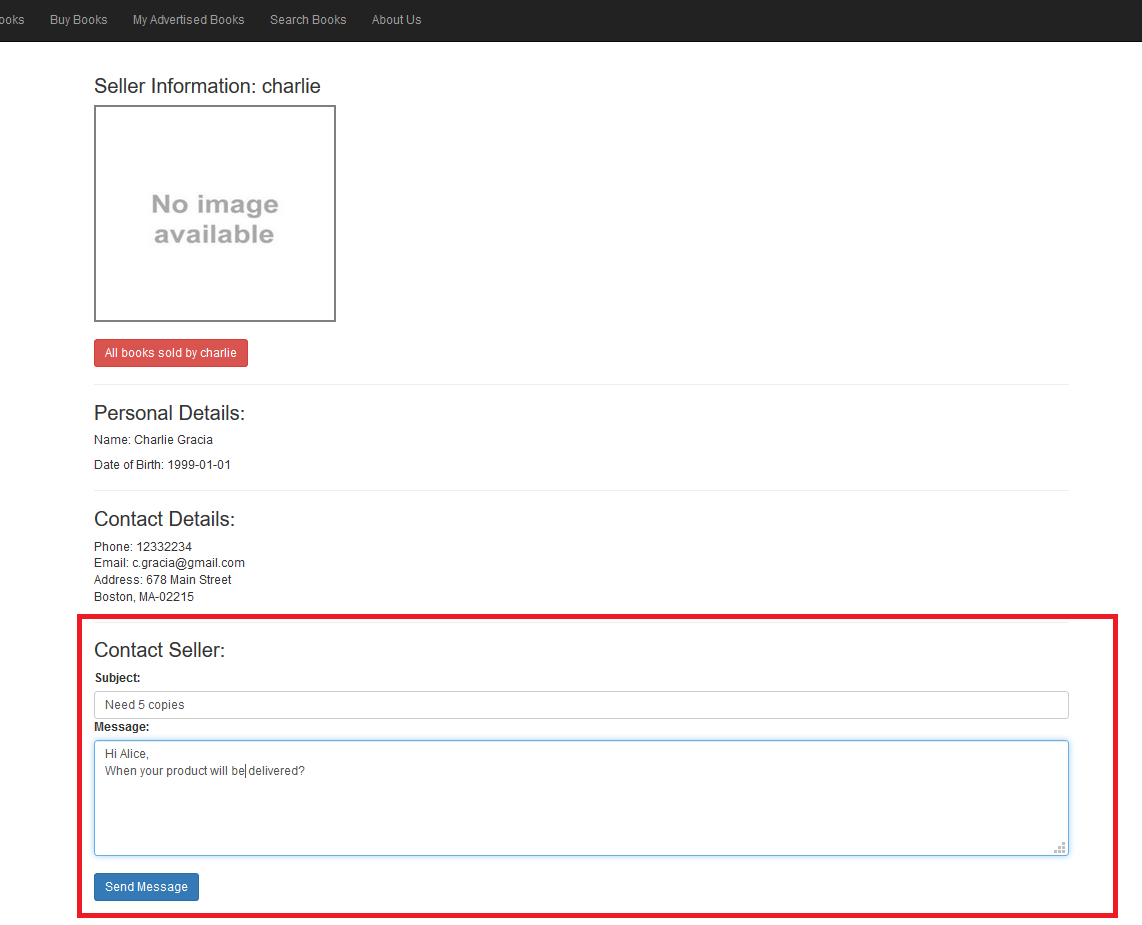 ooks Buy Books My Advertised Books Search Books About Us
Seller Information: charlie
No image
available
All books sold by charlie
Personal Details:
Name: Charlie Gracia
Date of Birth: 1999-01-01
Contact Details:
Phone: 12332234
Email: c.gracia@gmail.com
Address: 678 Main Street
Boston, MA-02215
Contact Seller:
Subject:
Need 5 copies
Message:
Hi Alice,
When your product will be delivered?
Send Message